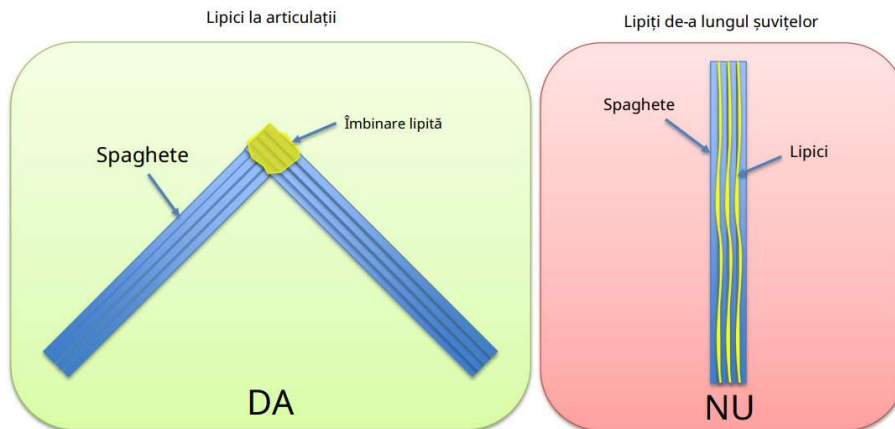 Lipici la articulații
Spaghete
Îmbinare lipită
DA
Lipiți de-a lungul șuvițelor
Spaghete
Lipici
NU